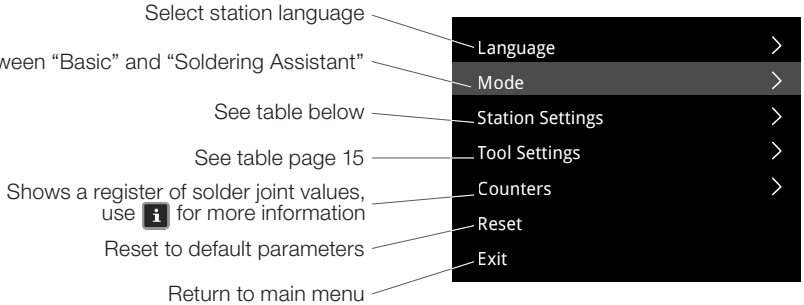 Select station language
between "Basic" and "Soldering Assistant"
See table below
See table page 15
Shows a register of solder joint values,
use i for more information
Reset to default parameters
Return to main menu
Language
Mode
Station Settings
Tool Settings
Counters
Reset
Exit